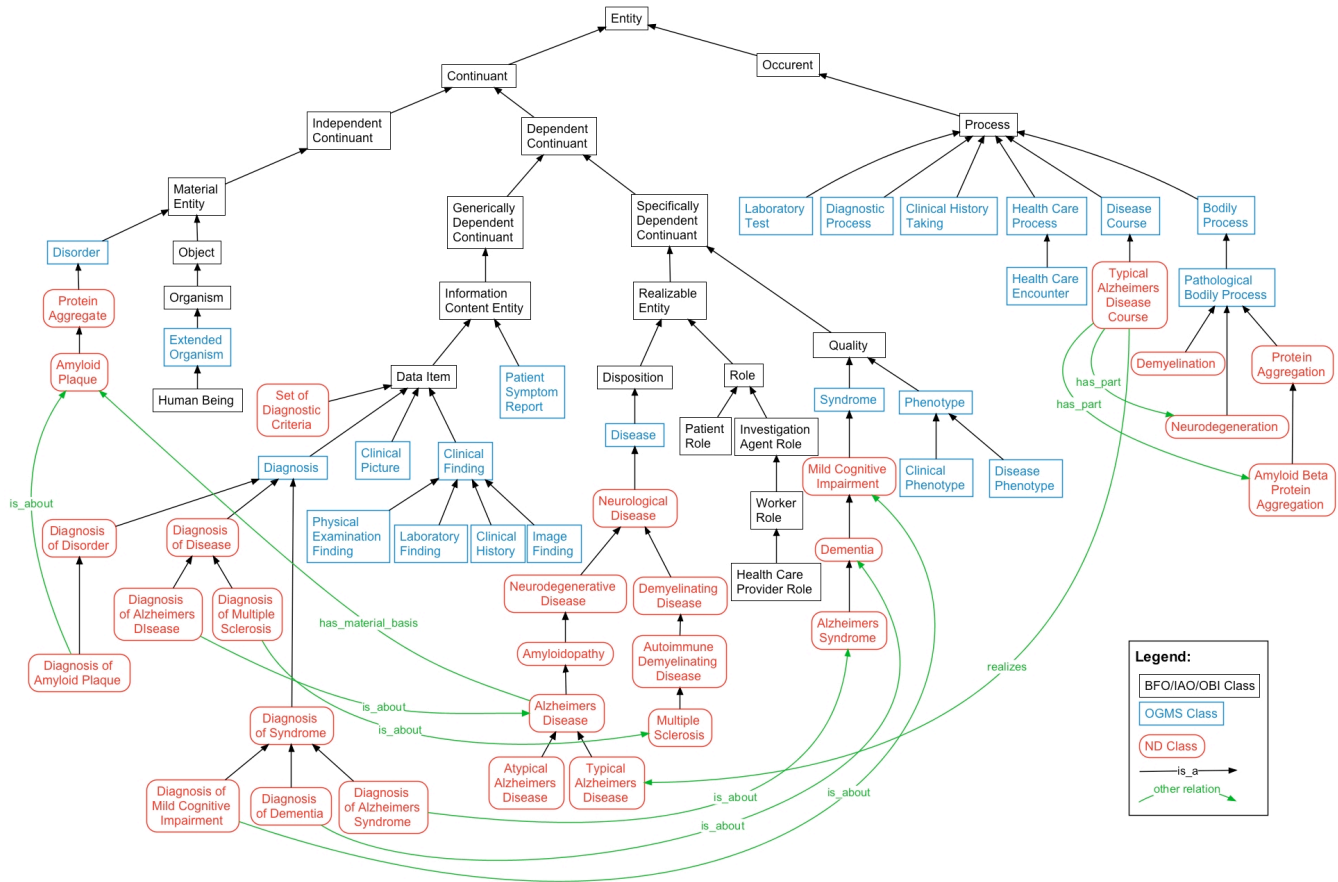 Entity
Occurent
Continuant
Independent
Continuant
Dependent
Continuant
Process
Material
Entity
Generically
Dependent
Continuant
Specifically
Dependent
Continuant
Laboratory
Test
Diagnostic
Process
Clinical History
Taking
Health Care
Process
Disease
Course
Bodily
Process
Disorder
Object
Protein
Aggregate
Organism
Information
Content Entity
Realizable
Entity
Health Care
Encounter
Typical
Alzheimers
Disease
Course
Pathological
Bodily Process
Extended
Organism
Quality
Amyloid
Plaque
Human Being
Set of
Diagnostic
Criteria
Data Item
Patient
Symptom
Report
Disposition
Role
Syndrome
Phenotype
Demyelination
Protein
Aggregation
has_part
has_part
Neurodegeneration
Diagnosis
Clinical
Picture
Clinical
Finding
Disease
Patient
Role
Investigation
Agent Role
Mild Cognitive
Impairment
Clinical
Phenotype
Disease
Phenotype
Amyloid Beta
Protein
Aggregation
is_about
Diagnosis
of Disorder
Diagnosis
of Disease
Physical
Examination
Finding
Laboratory
Finding
Clinical
History
Image
Finding
Neurological
Disease
Worker
Role
Dementia
Diagnosis
of Alzheimers
DIsease
Diagnosis
of Multiple
Sclerosis
has_material_basis
Neurodegenerative
Disease
Demyelinating
Disease
Health Care
Provider Role
Alzheimers
Syndrome
Diagnosis of
Amyloid Plaque
Amyloidopathy
Autoimmune
Demyelinating
Disease
realizes
is_about
is_about
Diagnosis
of Syndrome
Alzheimers
Disease
Multiple
Sclerosis
Diagnosis of
Mild Cognitive
Impairment
Diagnosis
of Dementia
Diagnosis
of Alzheimers
Syndrome
Atypical
Alzheimers
Disease
Typical
Alzheimers
Disease
is_about
is_about
is_about
Legend:
BFO/IAO/OBI Class
OGMS Class
ND Class
is_a
other relation